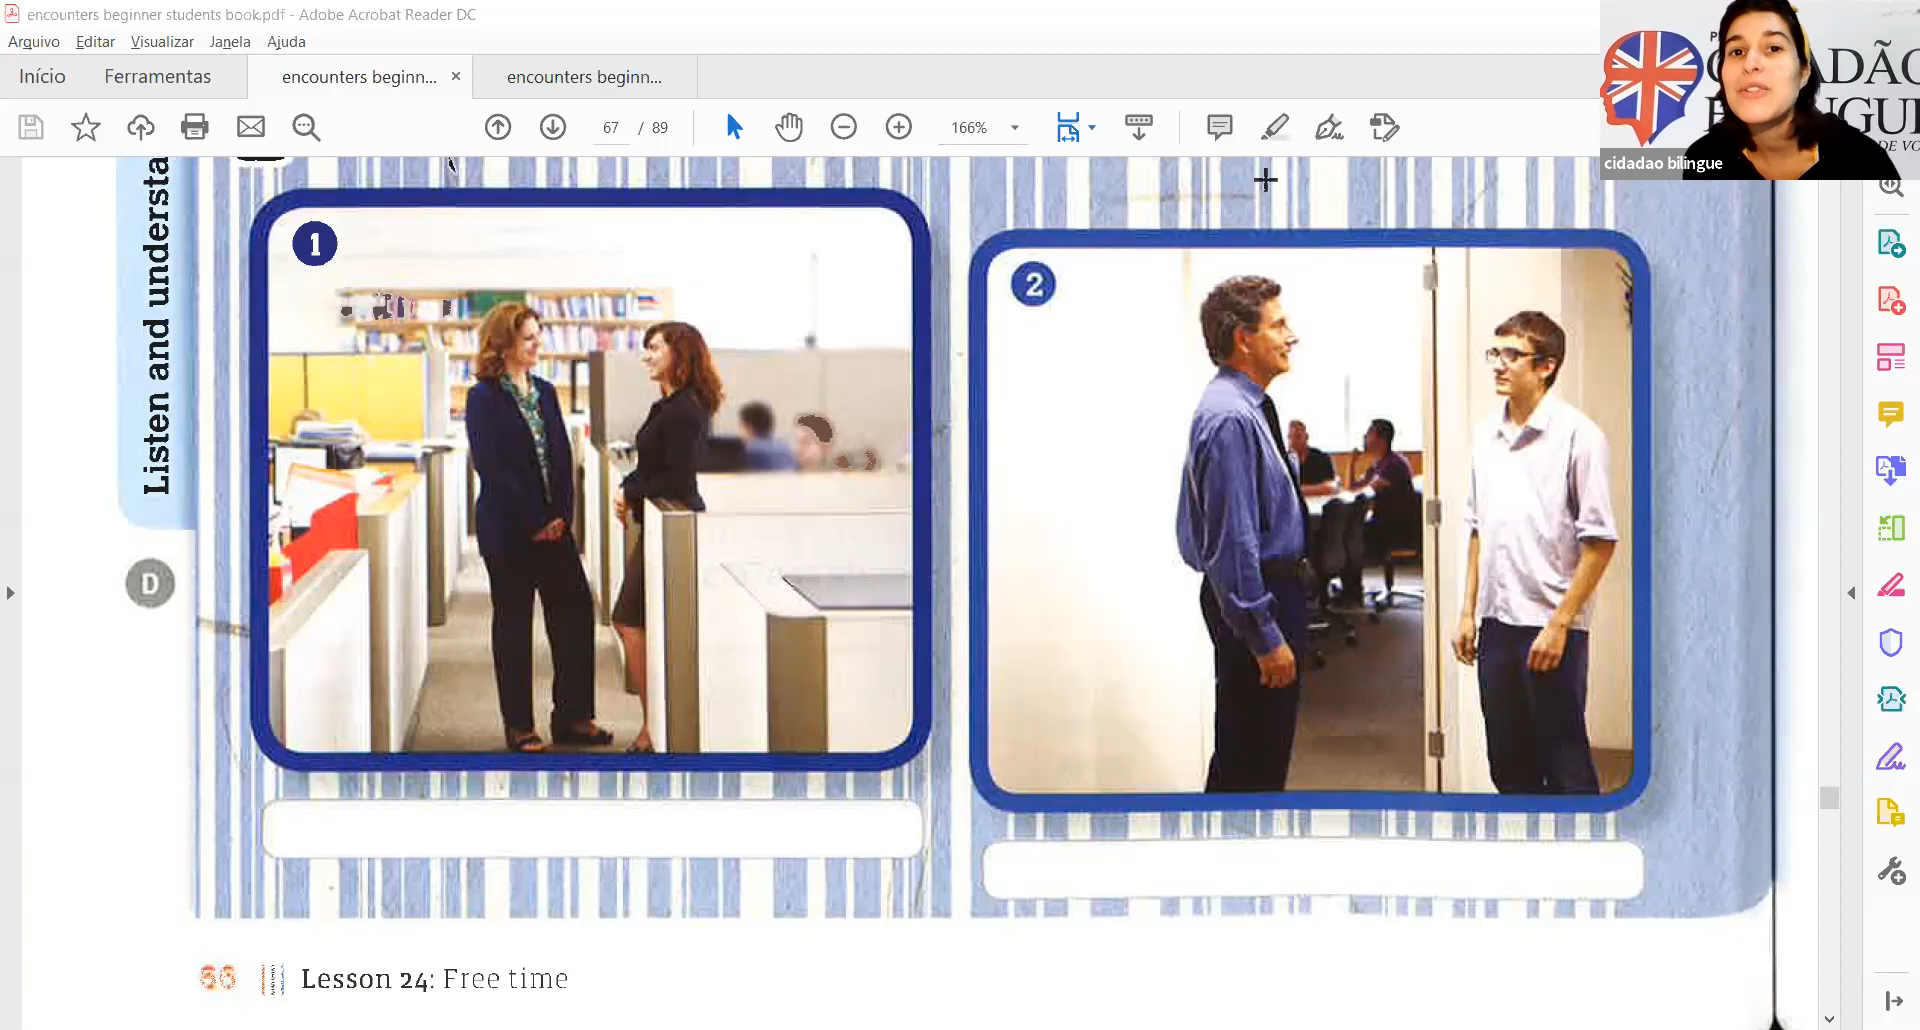 encounters beginner students book.pdf - Adobe Acrobat Reader DC
Arquivo Editar Visualizar Janela Ajuda
Início Ferramentas encounters beginn... × encounters beginn...
67 / 89 166%
cidadao bilingue
Listen and understa
1
2
D
Lesson 24: Free time